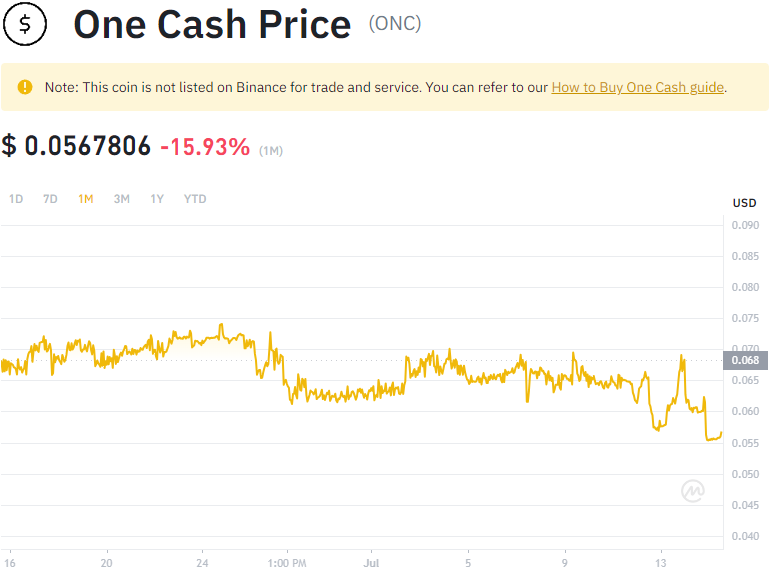 $ One Cash Price (ONC)
! Note: This coin is not listed on Binance for trade and service. You can refer to our How to Buy One Cash guide.
$ 0.0567806 -15.93% (1M)
1D 7D 1M 3M 1Y YTD
USD
0.090
0.085
0.080
0.075
0.070
0.068
0.065
0.060
0.055
0.050
0.045
0.040
16 20 24 1:00 PM Jul 5 9 13